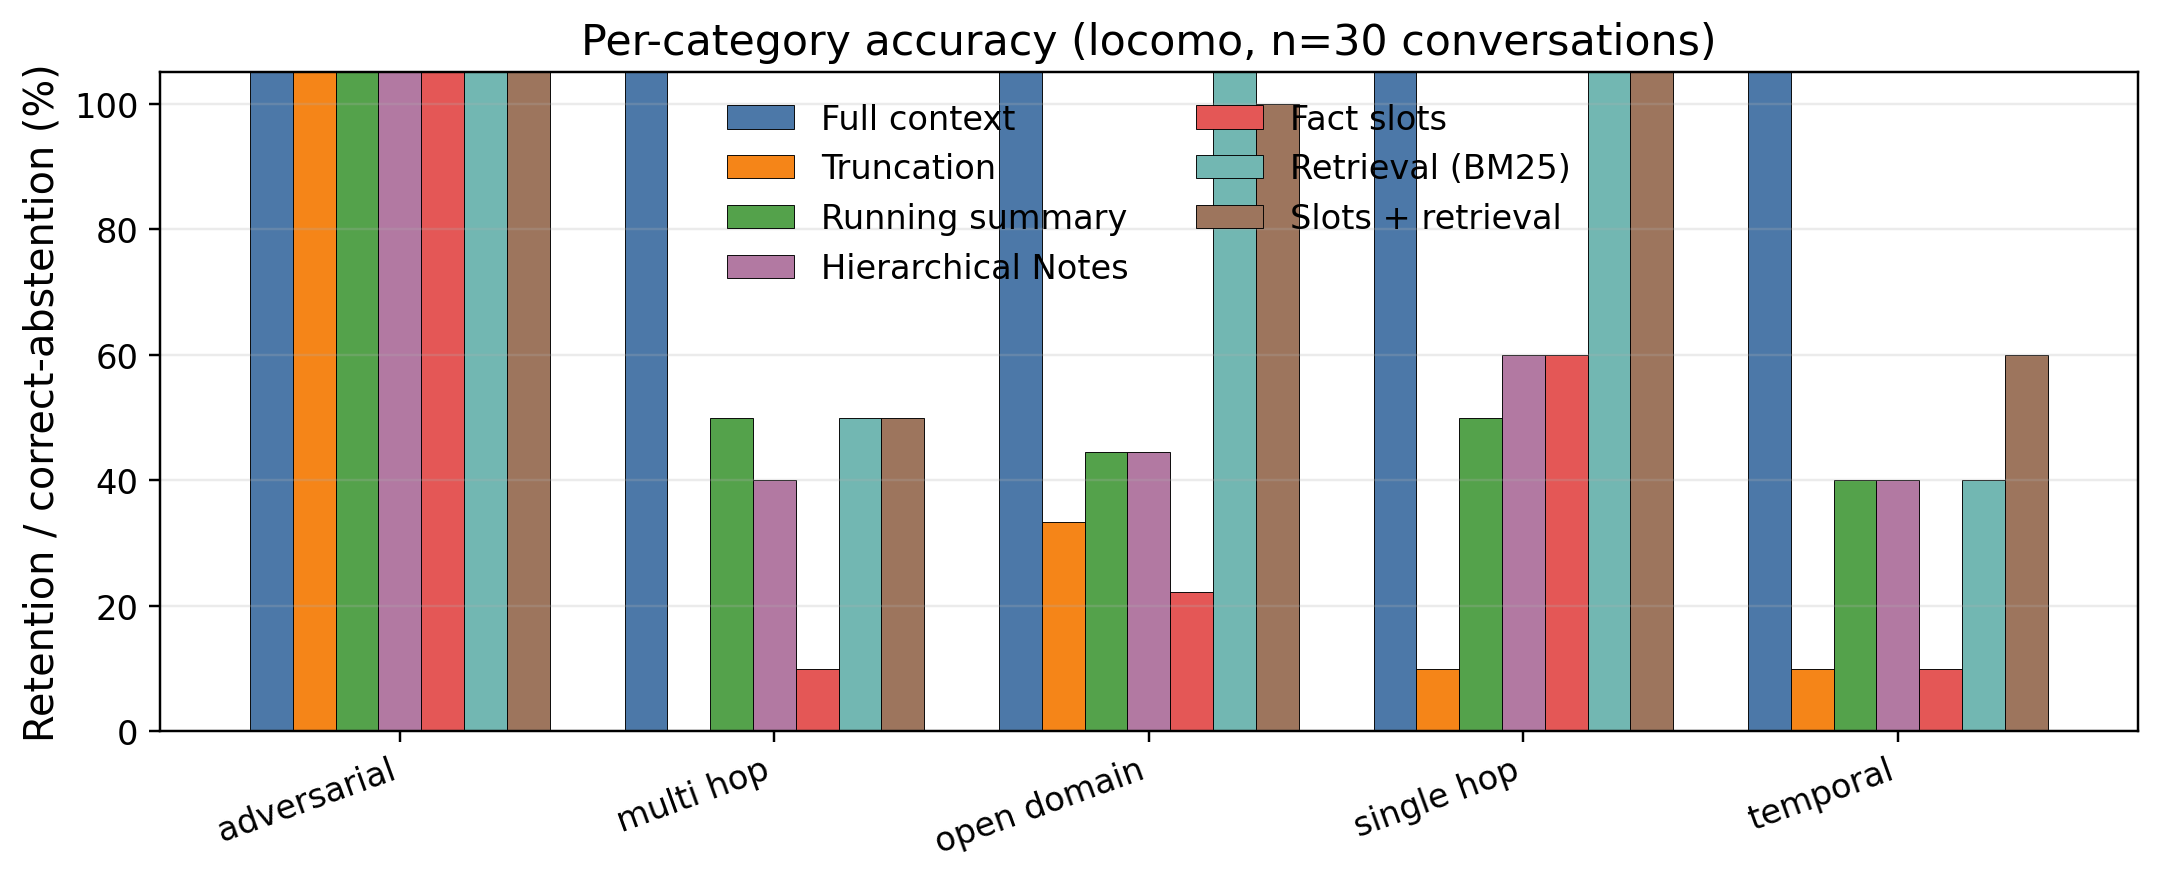 Per-category accuracy (locomo, n=30 conversations)
Retention / correct-abstention (%)
100
80
60
40
20
0
Full context
Truncation
Running summary
Hierarchical Notes
Fact slots
Retrieval (BM25)
Slots + retrieval
adversarial
multi hop
open domain
single hop
temporal